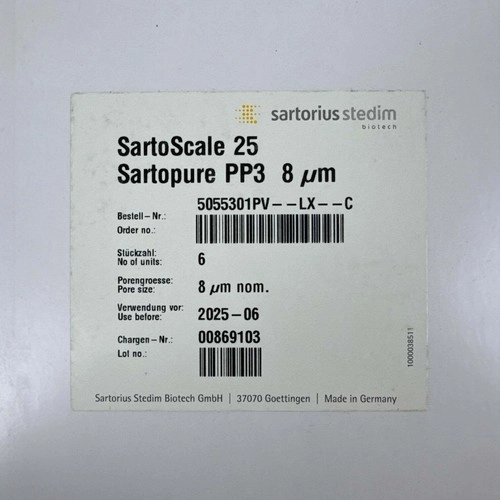 sartorius stedim
biotech
SartoScale 25
Sartopure PP3 8 µm
5055301PV--LX--C
Bestell-Nr.:
Order no.:
Stückzahl:
No of units: 6
Porengroesse:
Pore size: 8 µm nom.
Verwendung vor:
Use before: 2025-06
Chargen-Nr.: 00869103
Lot no.:
1000038511
Sartorius Stedim Biotech GmbH | 37070 Goettingen | Made in Germany